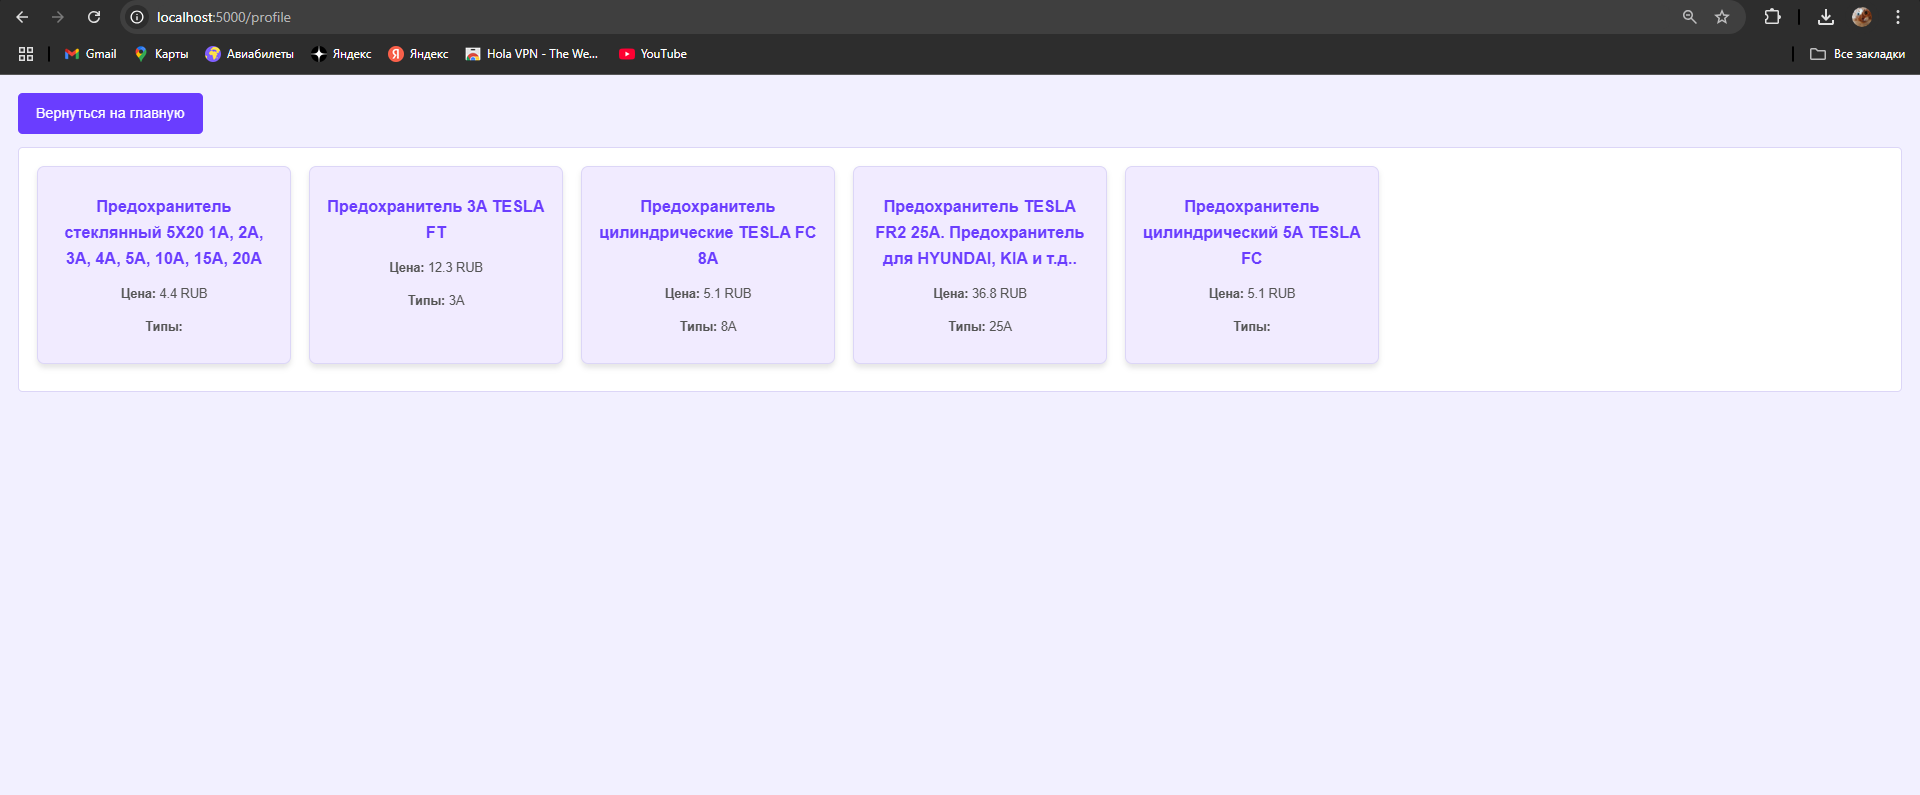 localhost:5000/profile
Gmail Карты Авиабилеты Яндекс Яндекс Hola VPN - The We... YouTube Все закладки
Вернуться на главную
Предохранитель
стеклянный 5X20 1A, 2A,
3A, 4A, 5A, 10A, 15A, 20A
Цена: 4.4 RUB
Типы:
Предохранитель 3A TESLA
FT
Цена: 12.3 RUB
Типы: 3A
Предохранитель
цилиндрические TESLA FC
8A
Цена: 5.1 RUB
Типы: 8A
Предохранитель TESLA
FR2 25A. Предохранитель
для HYUNDAI, KIA и т.д..
Цена: 36.8 RUB
Типы: 25A
Предохранитель
цилиндрический 5A TESLA
FC
Цена: 5.1 RUB
Типы: